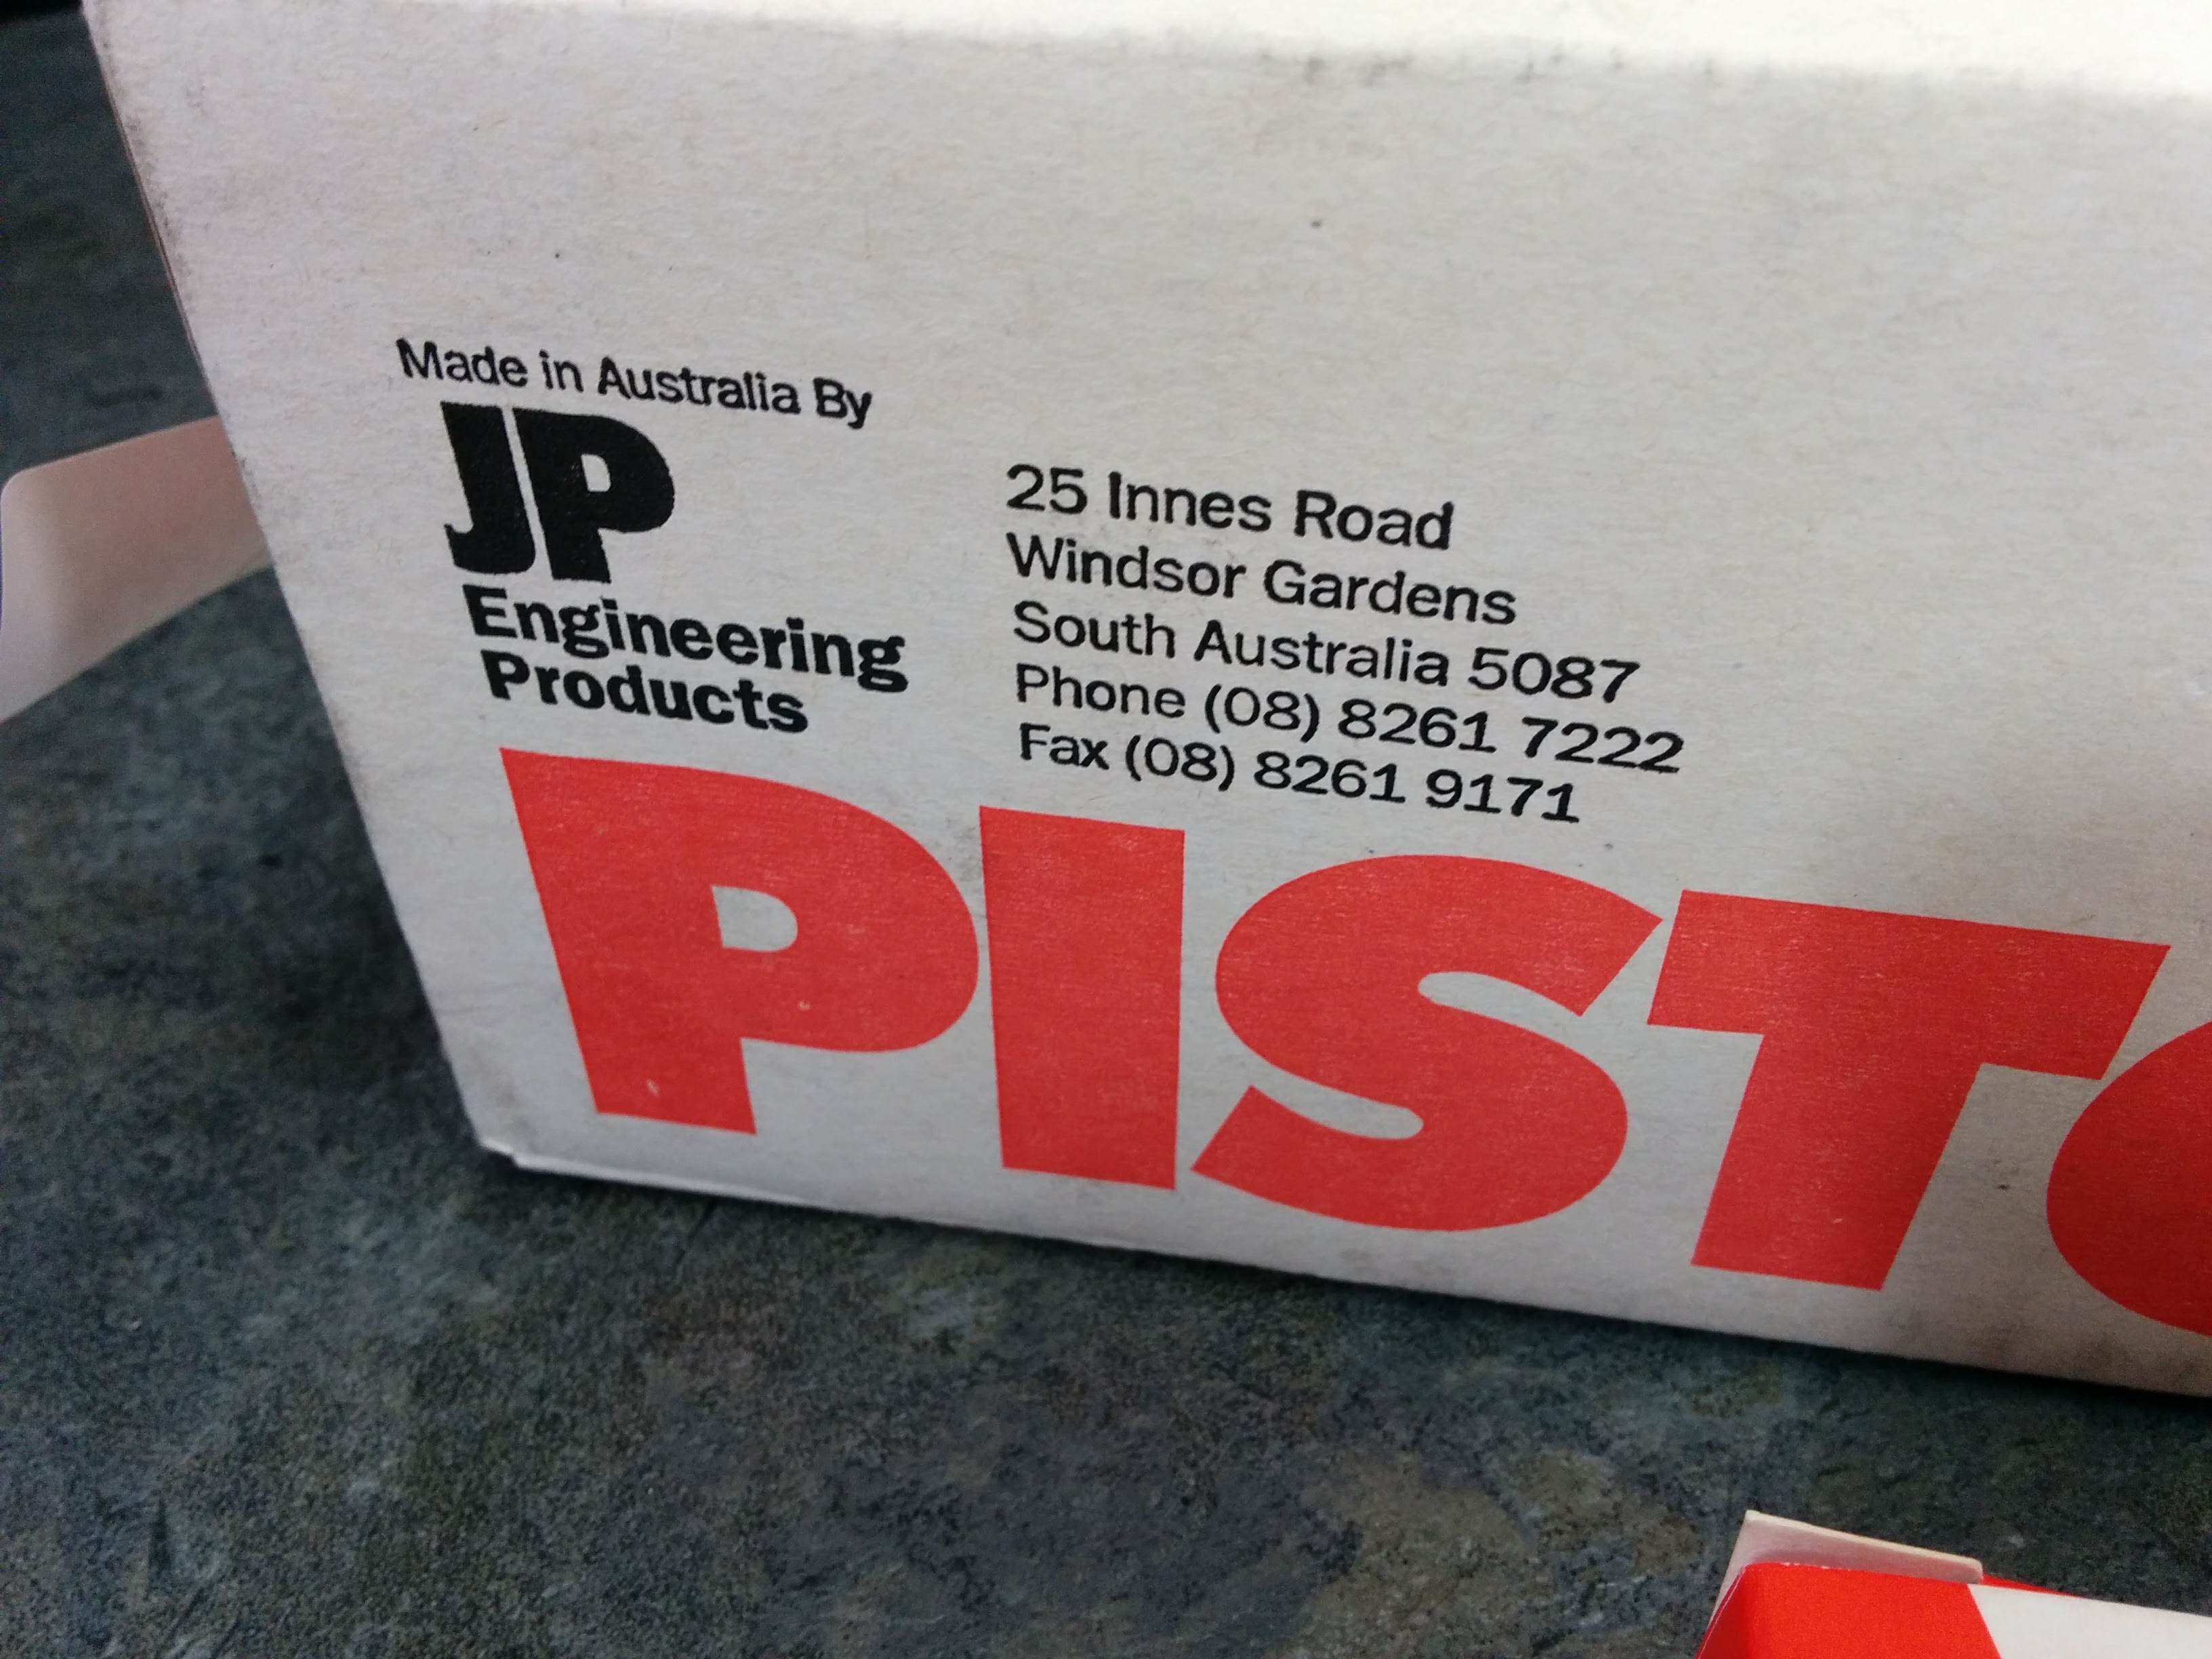 Made in Australia By
JP
Engineering
Products
25 Innes Road
Windsor Gardens
South Australia 5087
Phone (08) 8261 7222
Fax (08) 8261 9171
PISTO